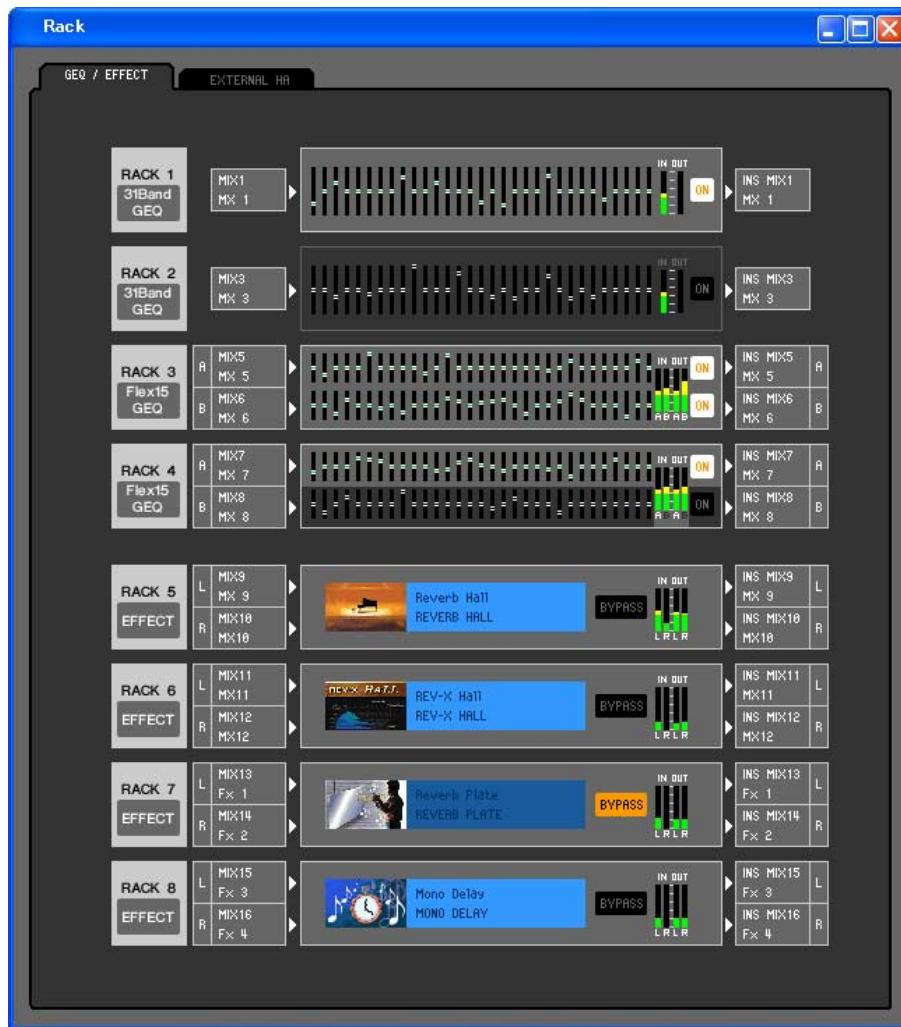 Rack
GEQ / EFFECT
EXTERNAL HA
RACK 1
31Band
GEQ
MIX1
MX 1
IN OUT
ON
INS MIX1
MX 1
RACK 2
31Band
GEQ
MIX3
MX 3
IN OUT
ON
INS MIX3
MX 3
RACK 3
Flex15
GEQ
A
MIX5
MX 5
B
MIX6
MX 6
IN OUT
ON
ON
A B A B
INS MIX5
MX 5
A
INS MIX6
MX 6
B
RACK 4
Flex15
GEQ
A
MIX7
MX 7
B
MIX8
MX 8
IN OUT
ON
ON
A B A B
INS MIX7
MX 7
A
INS MIX8
MX 8
B
RACK 5
EFFECT
L
MIX9
MX 9
R
MIX10
MX10
Reverb Hall
REVERB HALL
BYPASS
IN OUT
L R L R
INS MIX9
MX 9
L
INS MIX10
MX10
R
RACK 6
EFFECT
L
MIX11
MX11
R
MIX12
MX12
REV-X HALL
REV-X Hall
REV-X HALL
BYPASS
IN OUT
L R L R
INS MIX11
MX11
L
INS MIX12
MX12
R
RACK 7
EFFECT
L
MIX13
Fx 1
R
MIX14
Fx 2
Reverb Plate
REVERB PLATE
BYPASS
IN OUT
L R L R
INS MIX13
Fx 1
L
INS MIX14
Fx 2
R
RACK 8
EFFECT
L
MIX15
Fx 3
R
MIX16
Fx 4
Mono Delay
MONO DELAY
BYPASS
IN OUT
L R L R
INS MIX15
Fx 3
L
INS MIX16
Fx 4
R